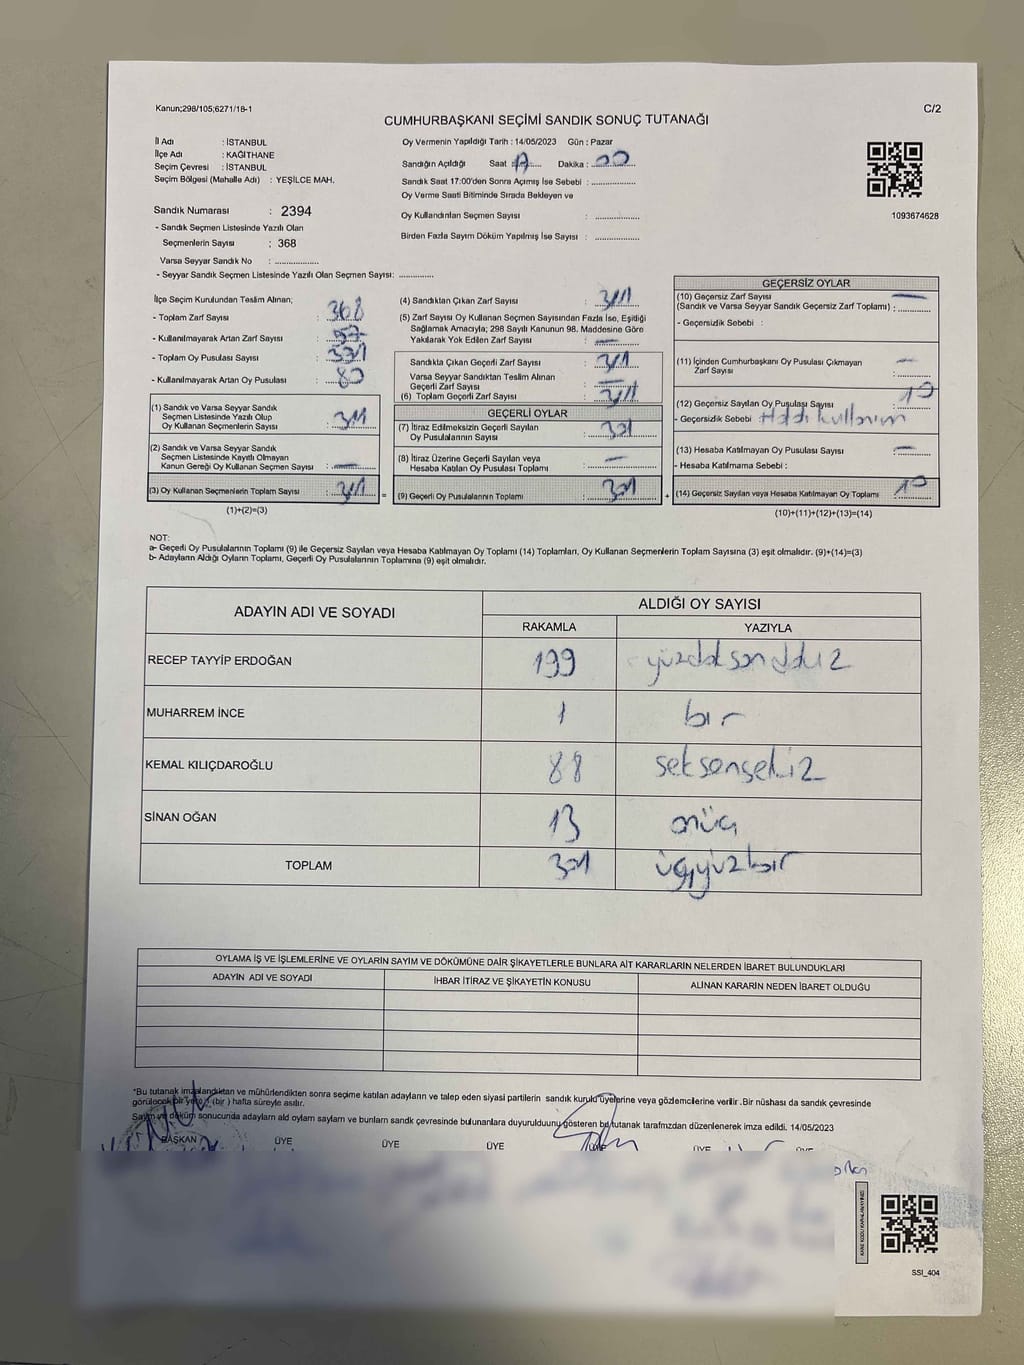 Kanun;298/105;6271/18-1
C/2
CUMHURBAŞKANI SEÇİMİ SANDIK SONUÇ TUTANAĞI
İl Adı : İSTANBUL
İlçe Adı : KAĞITHANE
Seçim Çevresi : İSTANBUL
Seçim Bölgesi (Mahalle Adı) : YEŞİLCE MAH.
Sandık Numarası : 2394
- Sandık Seçmen Listesinde Yazılı Olan
Seçmenlerin Sayısı : 368
Varsa Seyyar Sandık No : ................
- Seyyar Sandık Seçmen Listesinde Yazılı Olan Seçmen Sayısı: .............
Oy Vermenin Yapıldığı Tarih : 14/05/2023 Gün : Pazar
Sandığın Açıldığı Saat : 17 Dakika : 00
Sandık Saat 17:00'den Sonra Açımış İse Sebebi : ................
Oy Verme Saati Bitiminde Sırada Bekleyen ve
Oy Kullandırılan Seçmen Sayısı : ................
Birden Fazla Sayım Döküm Yapılmış İse Sayısı : ................
1093674628
İlçe Seçim Kurulundan Teslim Alınan;
- Toplam Zarf Sayısı : 368
- Kullanılmayarak Artan Zarf Sayısı : 57
- Toplam Oy Pusulası Sayısı : 391
- Kullanılmayarak Artan Oy Pusulası : 80
(1) Sandık ve Varsa Seyyar Sandık
Seçmen Listesinde Yazılı Olup
Oy Kullanan Seçmenlerin Sayısı : 311
(2) Sandık ve Varsa Seyyar Sandık
Seçmen Listesinde Kayıtlı Olmayan
Kanun Gereği Oy Kullanan Seçmen Sayısı : —
(3) Oy Kullanan Seçmenlerin Toplam Sayısı : 311 =
(1)+(2)=(3)
(4) Sandıktan Çıkan Zarf Sayısı : 311
(5) Zarf Sayısı Oy Kullanan Seçmen Sayısından Fazla İse, Eşitliği
Sağlamak Amacıyla; 298 Sayılı Kanunun 98. Maddesine Göre
Yakılarak Yok Edilen Zarf Sayısı : —
Sandıkta Çıkan Geçerli Zarf Sayısı : 311
Varsa Seyyar Sandıktan Teslim Alınan
Geçerli Zarf Sayısı : —
(6) Toplam Geçerli Zarf Sayısı : 311
GEÇERLİ OYLAR
(7) İtiraz Edilmeksizin Geçerli Sayılan
Oy Pusulalarının Sayısı : 301
(8) İtiraz Üzerine Geçerli Sayılan veya
Hesaba Katılan Oy Pusulası Toplamı : —
(9) Geçerli Oy Pusulalarının Toplamı : 301 +
GEÇERSİZ OYLAR
(10) Geçersiz Zarf Sayısı —
(Sandık ve Varsa Seyyar Sandık Geçersiz Zarf Toplamı) :
- Geçersizlik Sebebi :
(11) İçinden Cumhurbaşkanı Oy Pusulası Çıkmayan —
Zarf Sayısı :
(12) Geçersiz Sayılan Oy Pusulası Sayısı : 10
- Geçersizlik Sebebi : Hatalı kullanım
(13) Hesaba Katılmayan Oy Pusulası Sayısı : —
- Hesaba Katılmama Sebebi :
(14) Geçersiz Sayılan veya Hesaba Katılmayan Oy Toplamı : 10
(10)+(11)+(12)+(13)=(14)
NOT:
a- Geçerli Oy Pusulalarının Toplamı (9) ile Geçersiz Sayılan veya Hesaba Katılmayan Oy Toplamı (14) Toplamları, Oy Kullanan Seçmenlerin Toplam Sayısına (3) eşit olmalıdır. (9)+(14)=(3)
b- Adayların Aldığı Oyların Toplamı, Geçerli Oy Pusulalarının Toplamına (9) eşit olmalıdır.
ADAYIN ADI VE SOYADI
ALDIĞI OY SAYISI
RAKAMLA YAZIYLA
RECEP TAYYİP ERDOĞAN 199
MUHARREM İNCE 1 bir
KEMAL KILIÇDAROĞLU 88 seksensekiz
SİNAN OĞAN 13 onüç
TOPLAM 301 üçyüzbir
OYLAMA İŞ VE İŞLEMLERİNE VE OYLARIN SAYIM VE DÖKÜMÜNE DAİR ŞİKAYETLERLE BUNLARA AİT KARARLARIN NELERDEN İBARET BULUNDUKLARI
ADAYIN ADI VE SOYADI İHBAR İTİRAZ VE ŞİKAYETİN KONUSU ALINAN KARARIN NEDEN İBARET OLDUĞU
*Bu tutanak imzalandıktan ve mühürlendikten sonra seçime katılan adayların ve talep eden siyasi partilerin sandık kurulu üyelerine veya gözlemcilerine verilir .Bir nüshası da sandık çevresinde
görülecek bir yere 1 (bir ) hafta süreyle asılır.
Sayım ve döküm sonucunda adayların ald oyların sayıların ve bunların sandk çevresinde bulunanlara duyurulduunu gösteren bu tutanak tarafımzdan düzenlenerek imza edildi. 14/05/2023
BAŞKAN ÜYE ÜYE ÜYE ÜYE ÜYE ÜYE
SSI_404